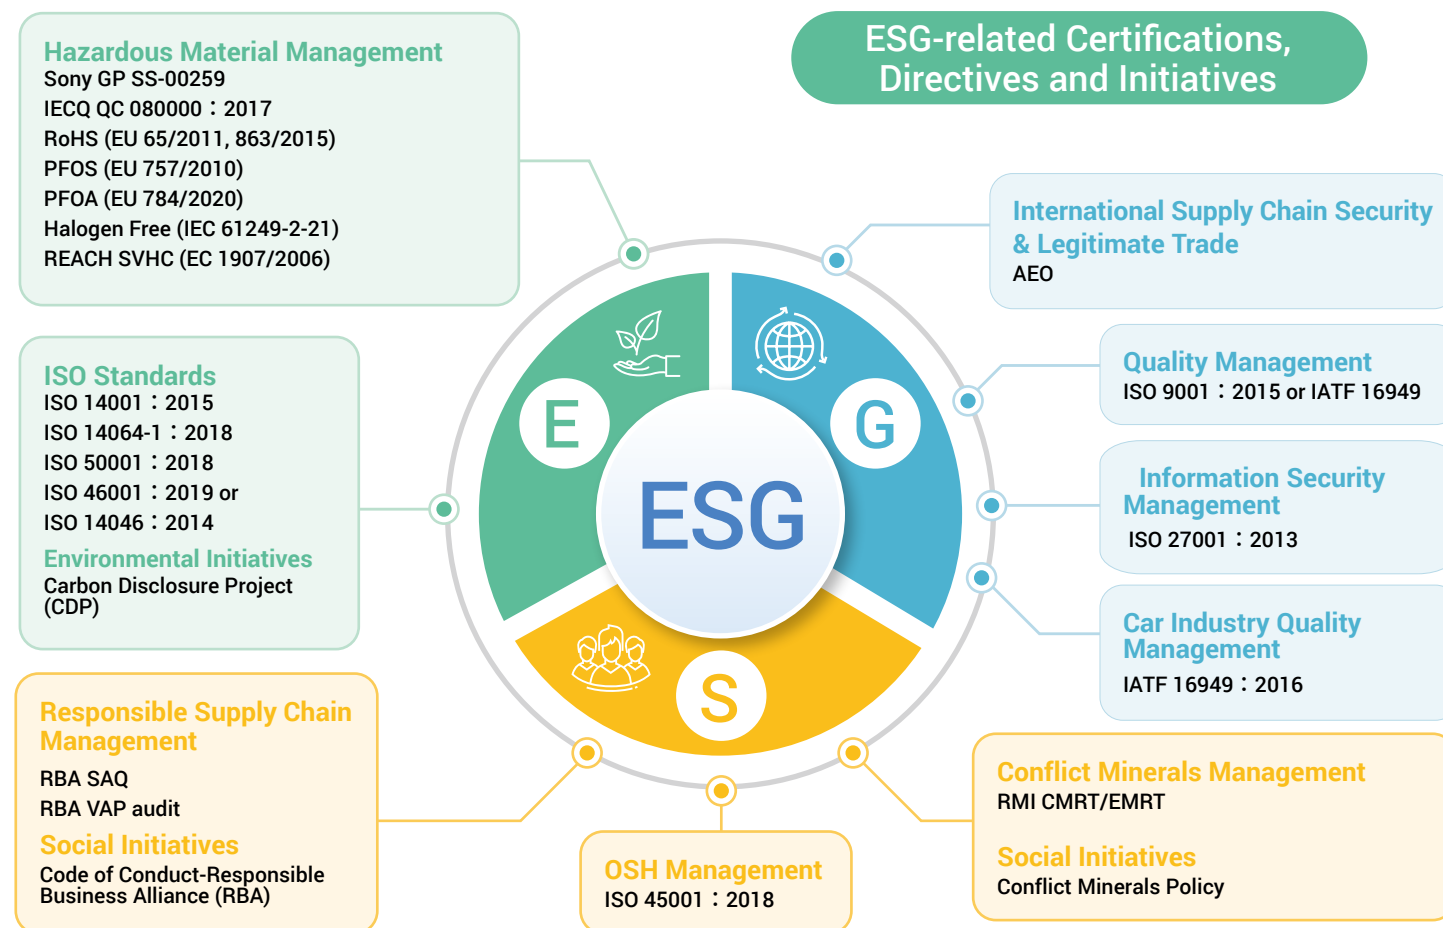 ESG-related Certifications,
Directives and Initiatives
Hazardous Material Management
Sony GP SS-00259
IECQ QC 080000：2017
RoHS (EU 65/2011, 863/2015)
PFOS (EU 757/2010)
PFOA (EU 784/2020)
Halogen Free (IEC 61249-2-21)
REACH SVHC (EC 1907/2006)
ISO Standards
ISO 14001：2015
ISO 14064-1：2018
ISO 50001：2018
ISO 46001：2019 or
ISO 14046：2014
Environmental Initiatives
Carbon Disclosure Project
(CDP)
Responsible Supply Chain
Management
RBA SAQ
RBA VAP audit
Social Initiatives
Code of Conduct-Responsible
Business Alliance (RBA)
E
G
ESG
S
OSH Management
ISO 45001：2018
International Supply Chain Security
& Legitimate Trade
AEO
Quality Management
ISO 9001：2015 or IATF 16949
Information Security
Management
ISO 27001：2013
Car Industry Quality
Management
IATF 16949：2016
Conflict Minerals Management
RMI CMRT/EMRT
Social Initiatives
Conflict Minerals Policy